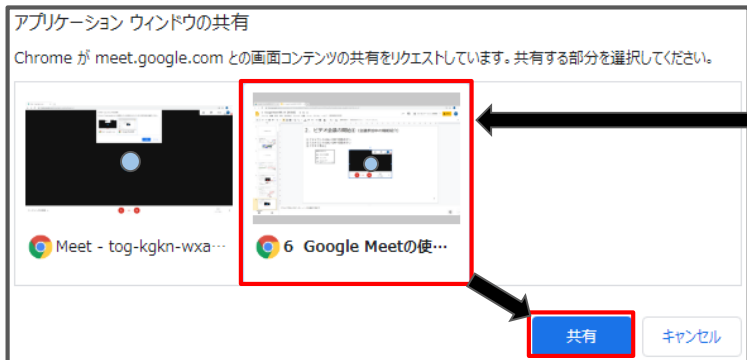 アプリケーション ウィンドウの共有
Chrome が meet.google.com との画面コンテンツの共有をリクエストしています。共有する部分を選択してください。
Meet - tog-kgkn-wxa…
6 Google Meetの使…
共有
キャンセル